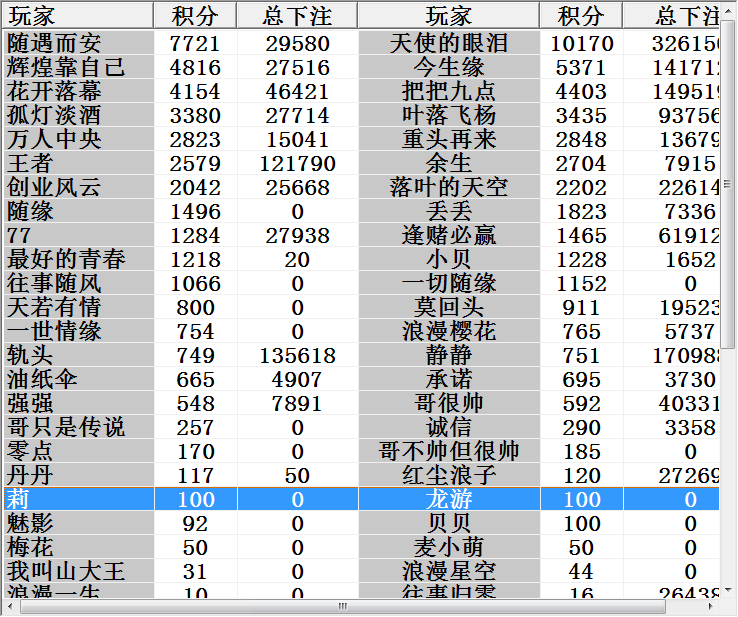 玩家 积分 总下注 玩家 积分 总下注
随遇而安 7721 29580 天使的眼泪 10170
辉煌靠自己 4816 27516 今生缘 5371
花开落幕 4154 46421 把把九点 4403
孤灯淡酒 3380 27714 叶落飞杨 3435 93756
万人中央 2823 15041 重头再来 2848 13679
王者 2579 121790 余生 2704 7915
创业风云 2042 25668 落叶的天空 2202 22614
随缘 1496 0 丢丢 1823 7336
77 1284 27938 逢赌必赢 1465 61912
最好的青春 1218 20 小贝 1228 1652
往事随风 1066 0 一切随缘 1152 0
天若有情 800 0 莫回头 911 19523
一世情缘 754 0 浪漫樱花 765 5737
轨头 749 135618 静静 751
油纸伞 665 4907 承诺 695 3730
强强 548 7891 哥很帅 592 40331
哥只是传说 257 0 诚信 290 3358
零点 170 0 哥不帅但很帅 185 0
丹丹 117 50 红尘浪子 120 27269
莉 100 0 龙游 100 0
魅影 92 0 贝贝 100 0
梅花 50 0 麦小萌 50 0
我叫山大王 31 0 浪漫星空 44 0
浪漫一生 10 0 往事归零 16 26438